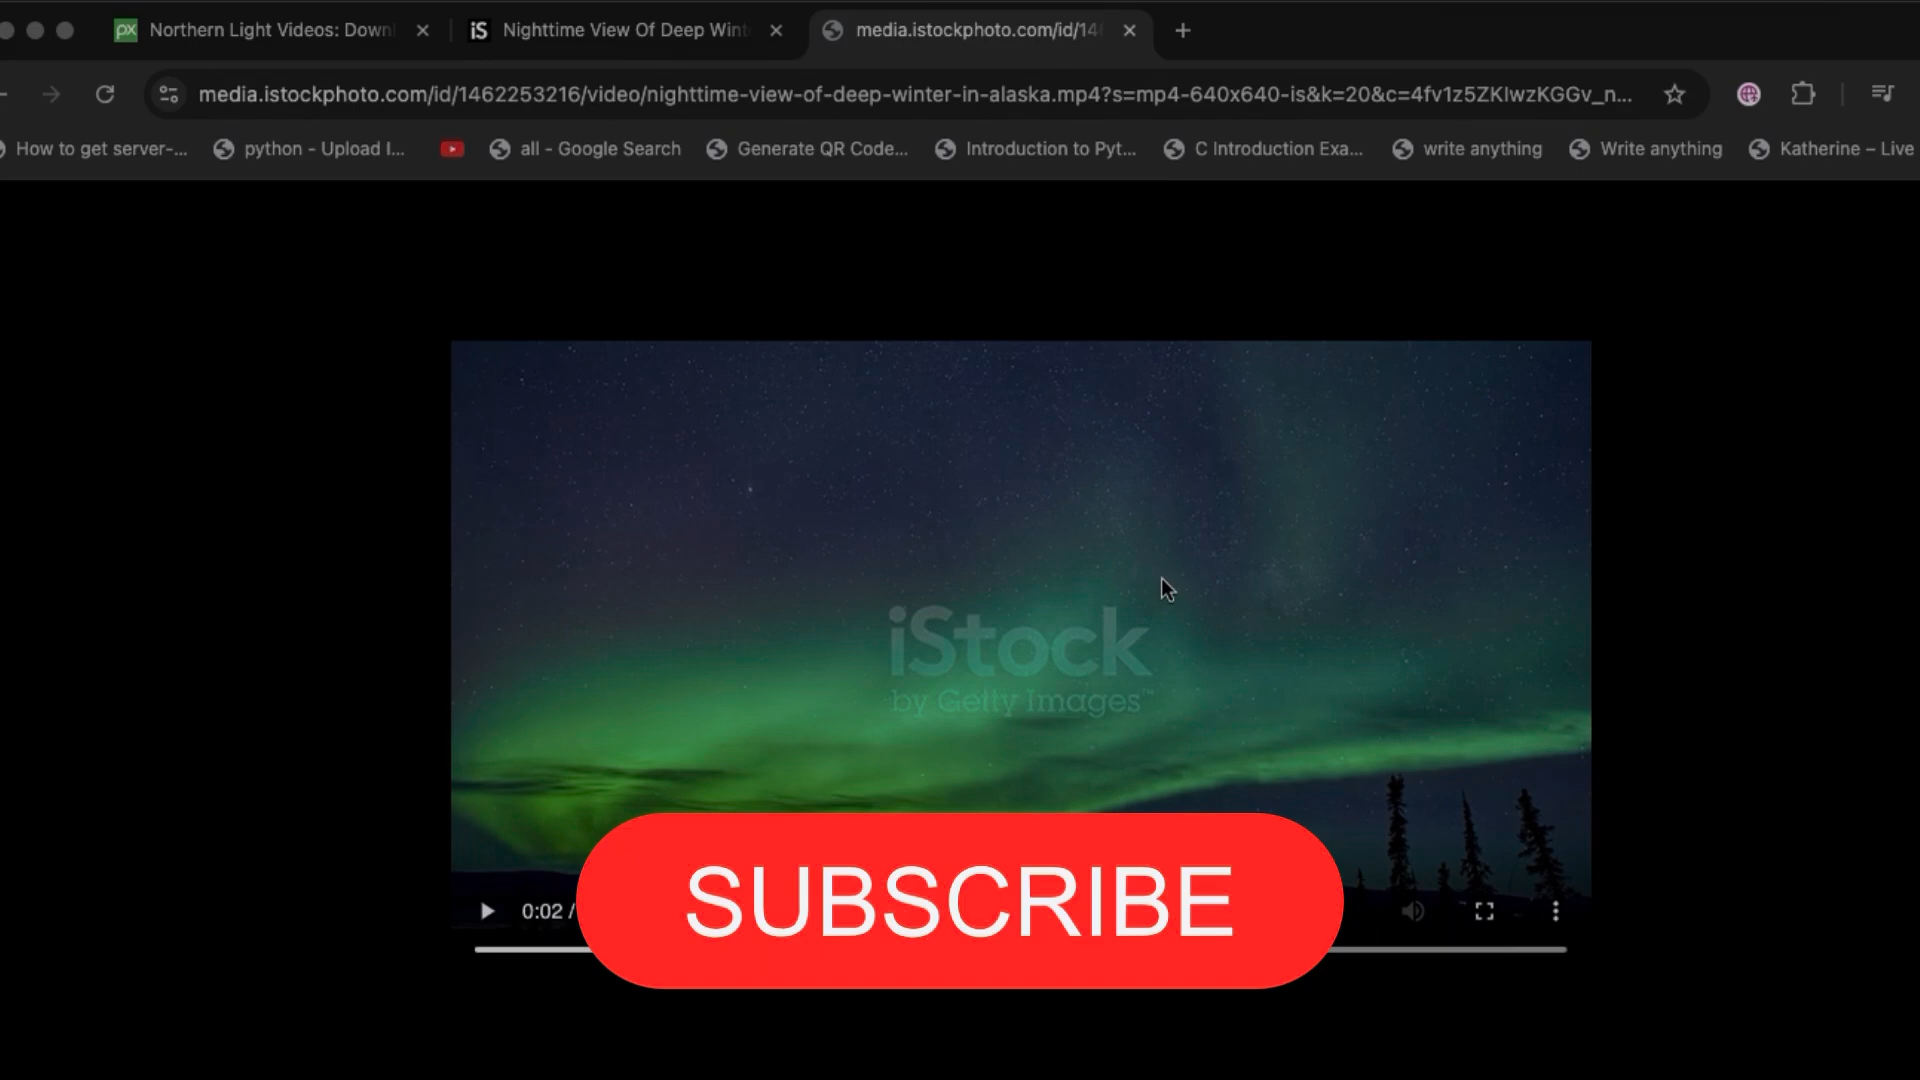 px Northern Light Videos: Downl
iS Nighttime View Of Deep Wint
media.istockphoto.com/id/14
media.istockphoto.com/id/1462253216/video/nighttime-view-of-deep-winter-in-alaska.mp4?s=mp4-640x640-is&k=20&c=4fv1z5ZKlwzKGGv_n...
How to get server-...
python - Upload I...
all - Google Search
Generate QR Code...
Introduction to Pyt...
C Introduction Exa...
write anything
Write anything
Katherine – Live
iStock
by Getty Images™
0:02 /
SUBSCRIBE